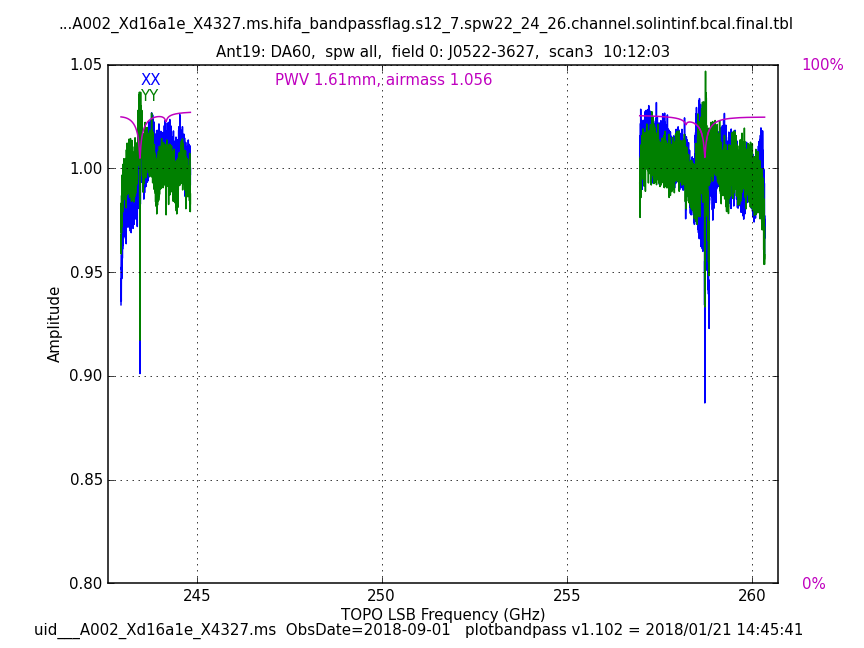 ...A002_Xd16a1e_X4327.ms.hifa_bandpassflag.s12_7.spw22_24_26.channel.solintinf.bcal.final.tbl
Ant19: DA60,  spw all,  field 0: J0522-3627,  scan3  10:12:03
1.05
100%
XX
PWV 1.61mm, airmass 1.056
YY
1.00
0.95
Amplitude
0.90
0.85
0.80
0%
245
250
255
260
TOPO LSB Frequency (GHz)
uid___A002_Xd16a1e_X4327.ms  ObsDate=2018-09-01   plotbandpass v1.102 = 2018/01/21 14:45:41